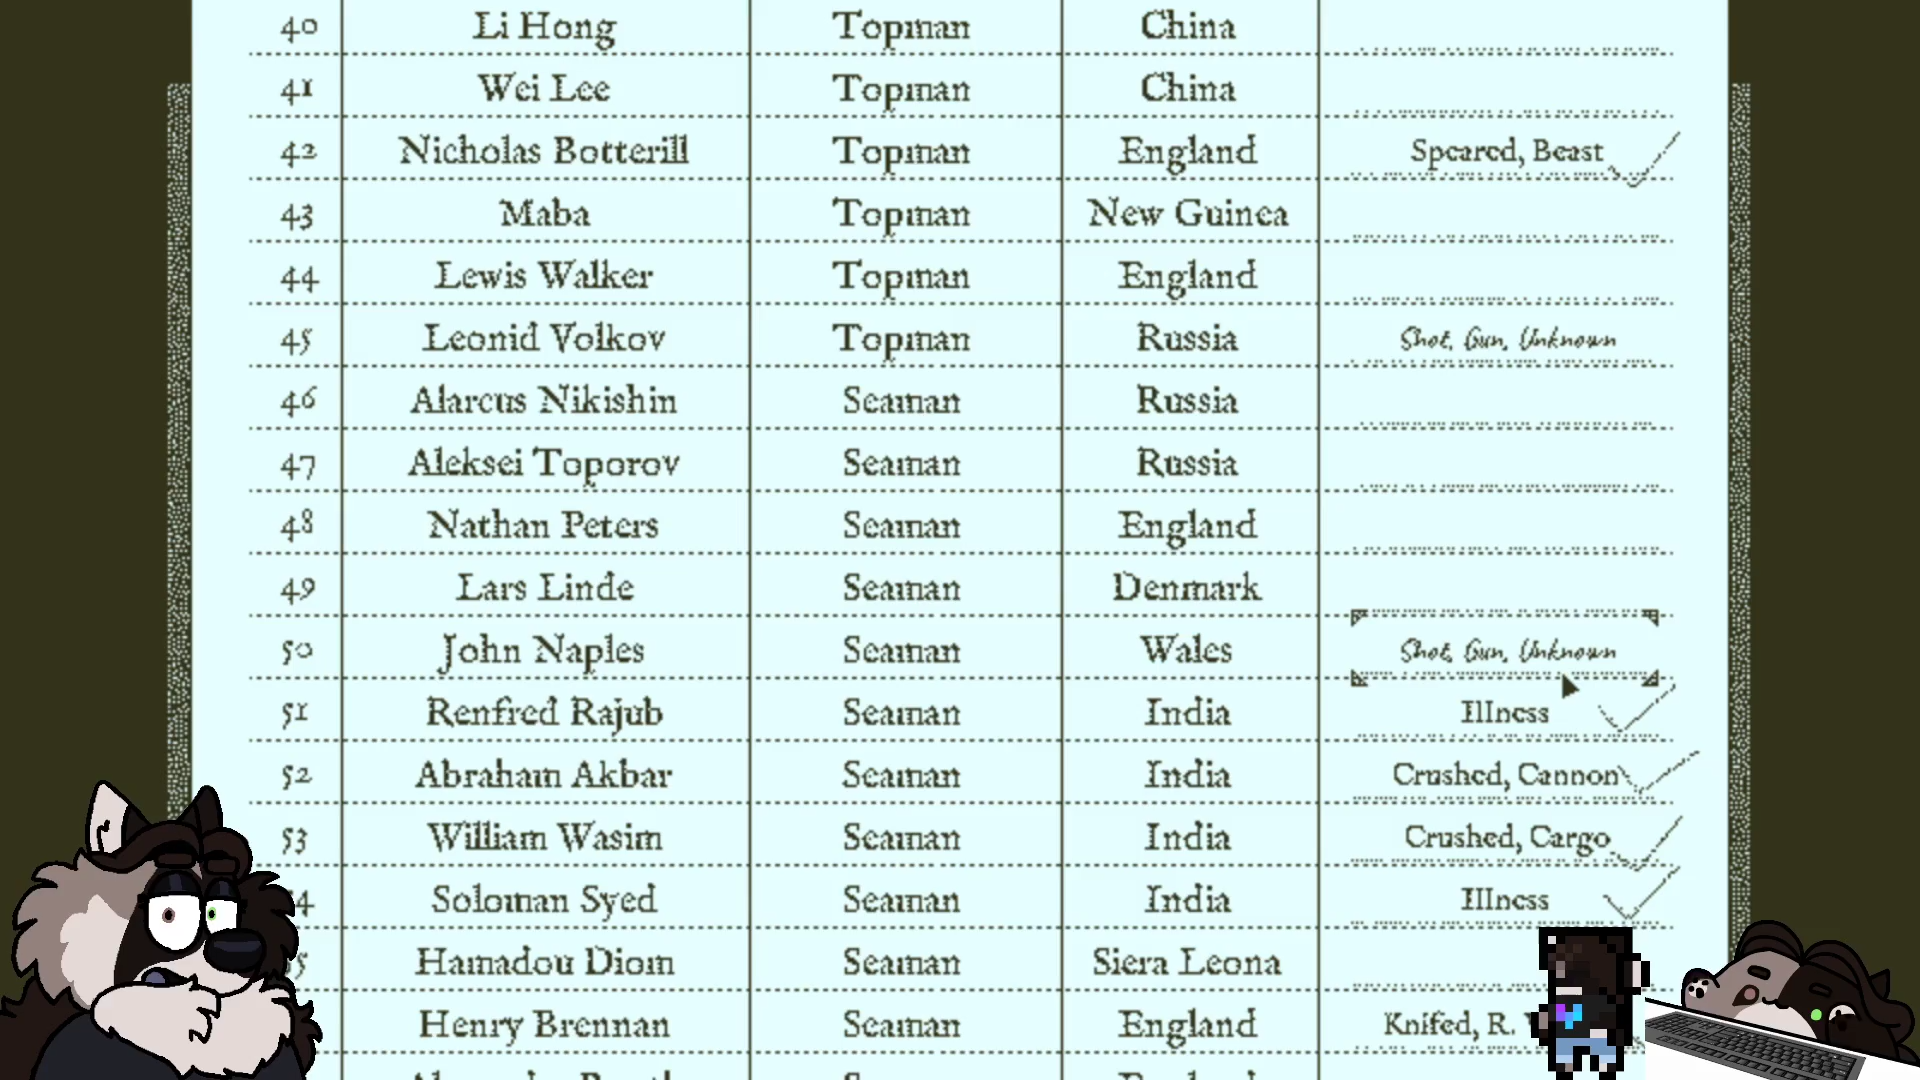 40 Li Hong Topman China
41 Wei Lee Topman China
42 Nicholas Botterill Topman England Speared, Beast
43 Maba Topman New Guinea
44 Lewis Walker Topman England
45 Leonid Volkov Topman Russia Shot, Gun, Unknown
46 Alarcus Nikishin Seaman Russia
47 Aleksei Toporov Seaman Russia
48 Nathan Peters Seaman England
49 Lars Linde Seaman Denmark
50 John Naples Seaman Wales Shot, Gun, Unknown
51 Renfred Rajub Seaman India Illness
52 Abraham Akbar Seaman India Crushed, Cannon
53 William Wasim Seaman India Crushed, Cargo
4 Soloman Syed Seaman India Illness
5 Hamadou Diom Seaman Siera Leona
Henry Brennan Seaman England Knifed, R.